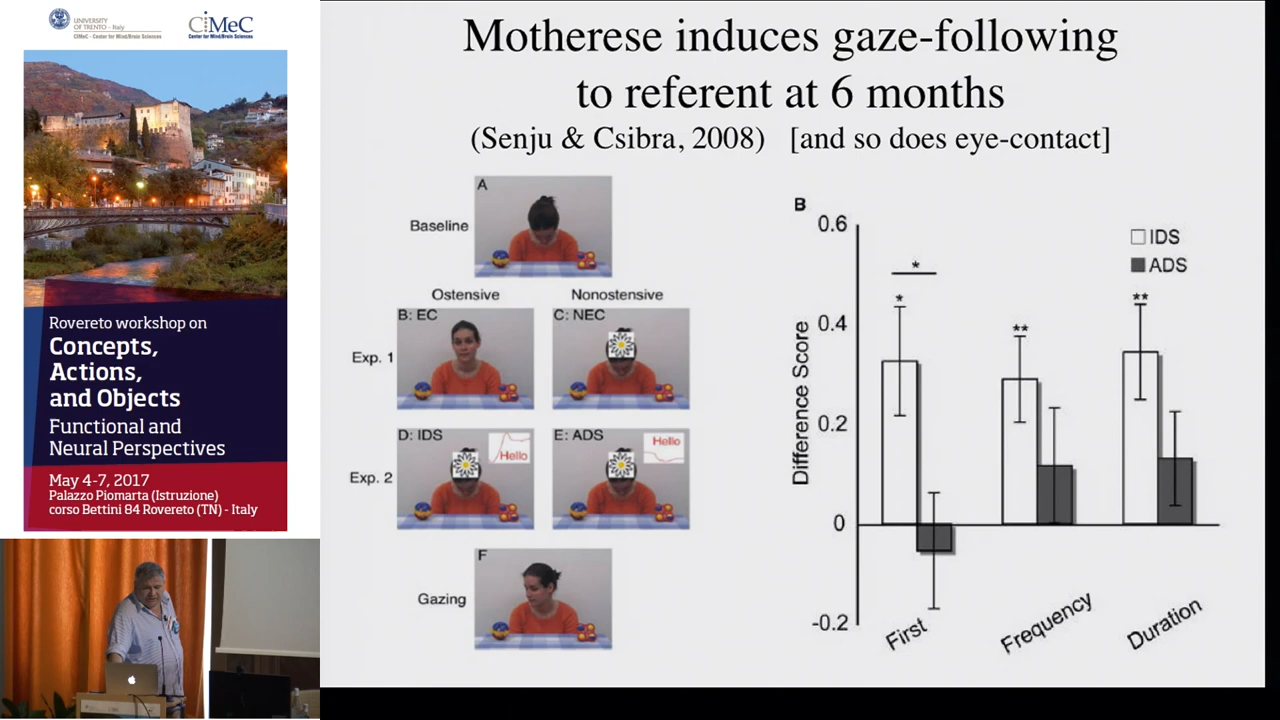 UNIVERSITY
OF TRENTO - Italy
CIMeC - Center for Mind/Brain Sciences
CiMeC
Center for Mind/Brain Sciences
Rovereto workshop on
Concepts,
Actions,
and Objects
Functional and
Neural Perspectives
May 4-7, 2017
Palazzo Piomarta (Istruzione)
corso Bettini 84 Rovereto (TN) - Italy
Motherese induces gaze-following
to referent at 6 months
(Senju & Csibra, 2008) [and so does eye-contact]
A
Baseline
Ostensive
Nonostensive
B: EC
C: NEC
Exp. 1
D: IDS
Hello
E: ADS
Hello
Exp. 2
F
Gazing
B
IDS
ADS
Difference Score
0.6
0.4
0.2
0
-0.2
*
*
**
**
First
Frequency
Duration